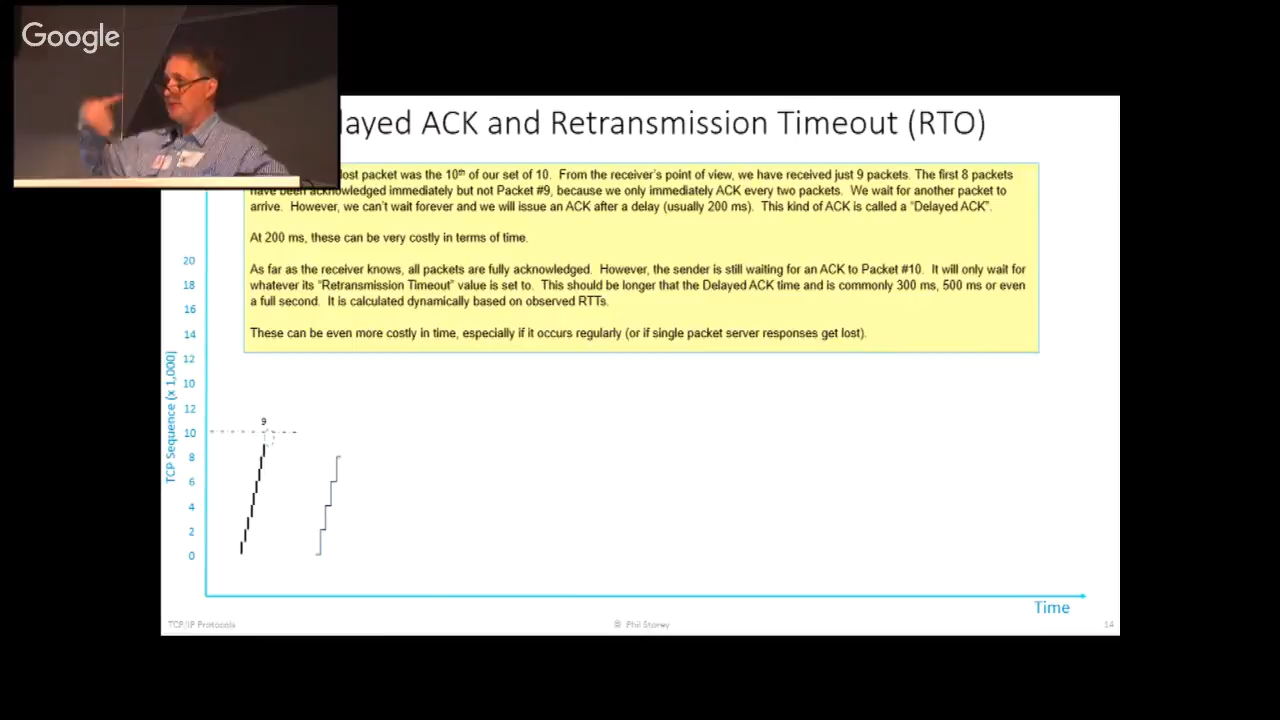 Google
layed ACK and Retransmission Timeout (RTO)
lost packet was the 10th of our set of 10. From the receiver's point of view, we have received just 9 packets. The first 8 packets
have been acknowledged immediately but not Packet #9, because we only immediately ACK every two packets. We wait for another packet to
arrive. However, we can't wait forever and we will issue an ACK after a delay (usually 200 ms). This kind of ACK is called a "Delayed ACK".
At 200 ms, these can be very costly in terms of time.
As far as the receiver knows, all packets are fully acknowledged. However, the sender is still waiting for an ACK to Packet #10. It will only wait for
whatever its "Retransmission Timeout" value is set to. This should be longer that the Delayed ACK time and is commonly 300 ms, 500 ms or even
a full second. It is calculated dynamically based on observed RTTs.
These can be even more costly in time, especially if it occurs regularly (or if single packet server responses get lost).
TCP Sequence (x 1,000)
20
18
16
14
12
10
12
10
8
6
4
2
0
9
Time
TCP/IP Protocols
© Phil Storey
14